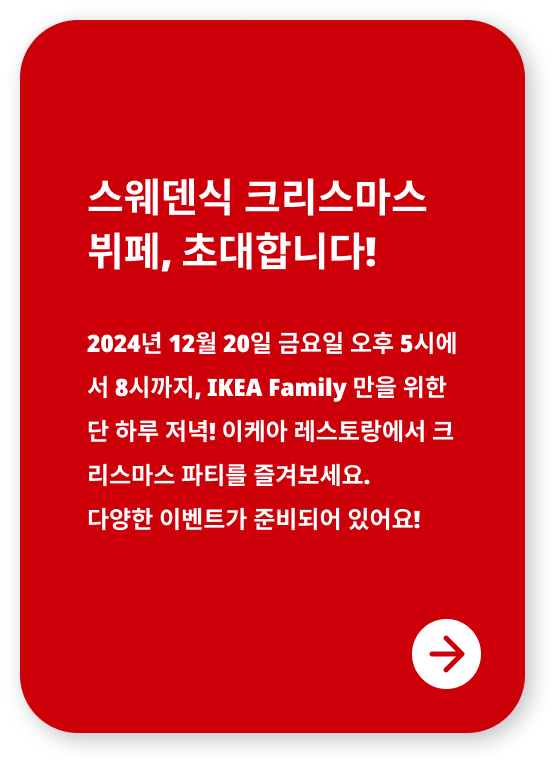 스웨덴식 크리스마스
뷔페, 초대합니다!
2024년 12월 20일 금요일 오후 5시에
서 8시까지, IKEA Family 만을 위한
단 하루 저녁! 이케아 레스토랑에서 크
리스마스 파티를 즐겨보세요.
다양한 이벤트가 준비되어 있어요!